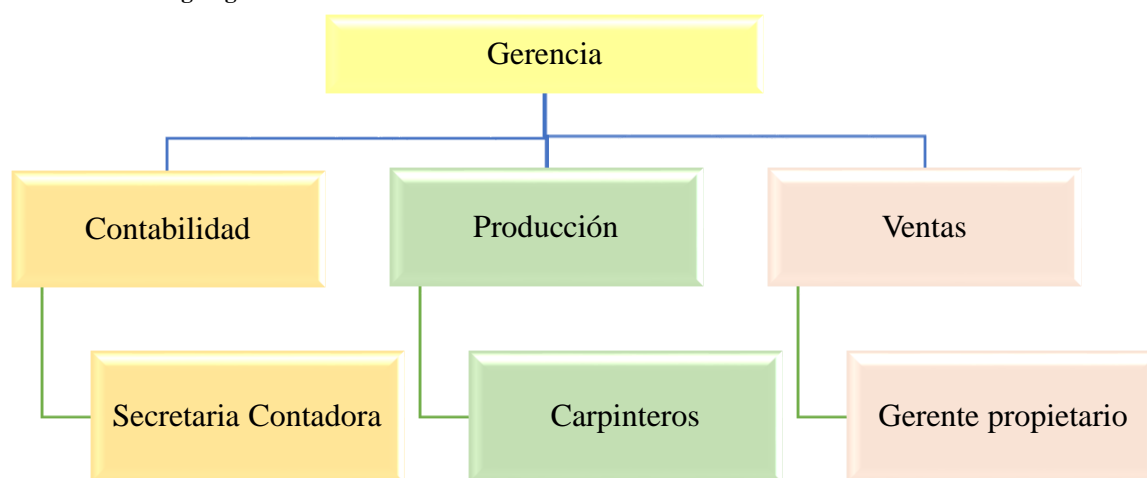 Gerencia
Contabilidad
Producción
Ventas
Secretaria Contadora
Carpinteros
Gerente propietario